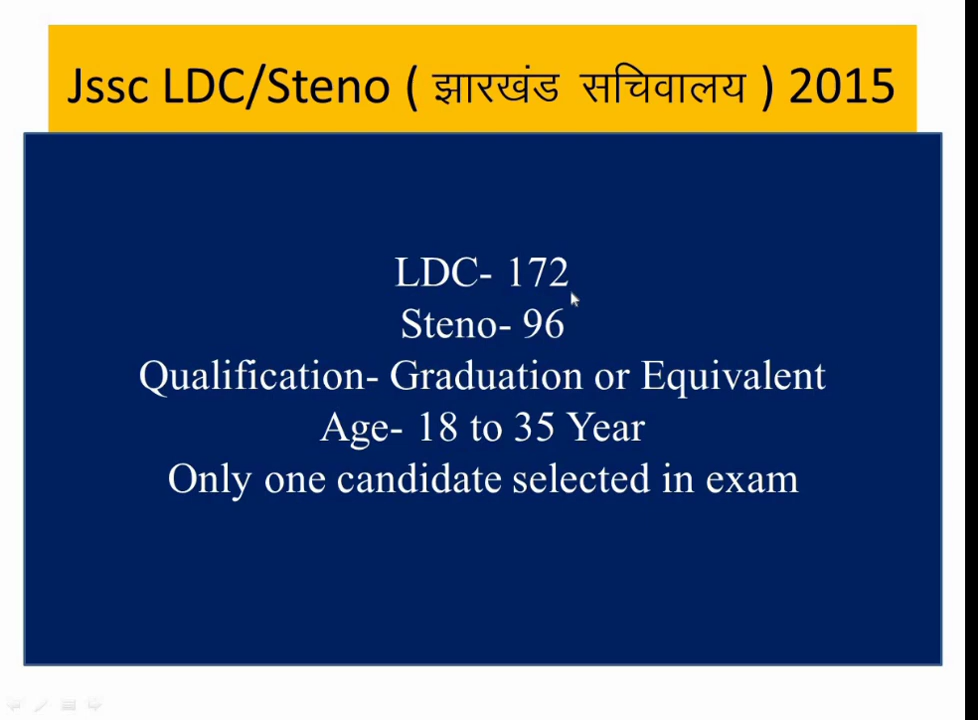 Jssc LDC/Steno ( झारखंड सचिवालय ) 2015
LDC- 172
Steno- 96
Qualification- Graduation or Equivalent
Age- 18 to 35 Year
Only one candidate selected in exam